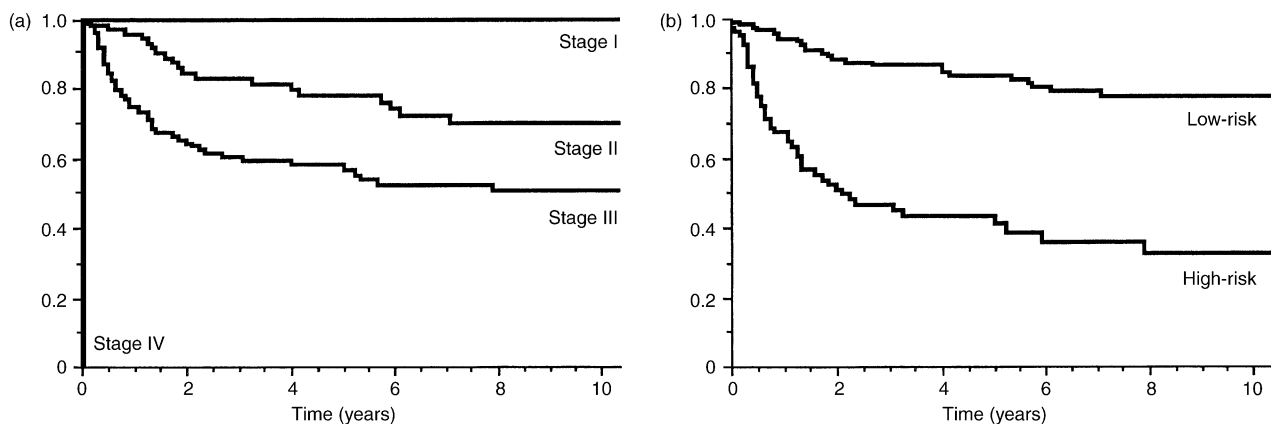 (a)
1.0
0.8
0.6
0.4
0.2
0
Stage I
Stage II
Stage III
Stage IV
0 2 4 6 8 10
Time (years)
(b)
1.0
0.8
0.6
0.4
0.2
0
Low-risk
High-risk
0 2 4 6 8 10
Time (years)